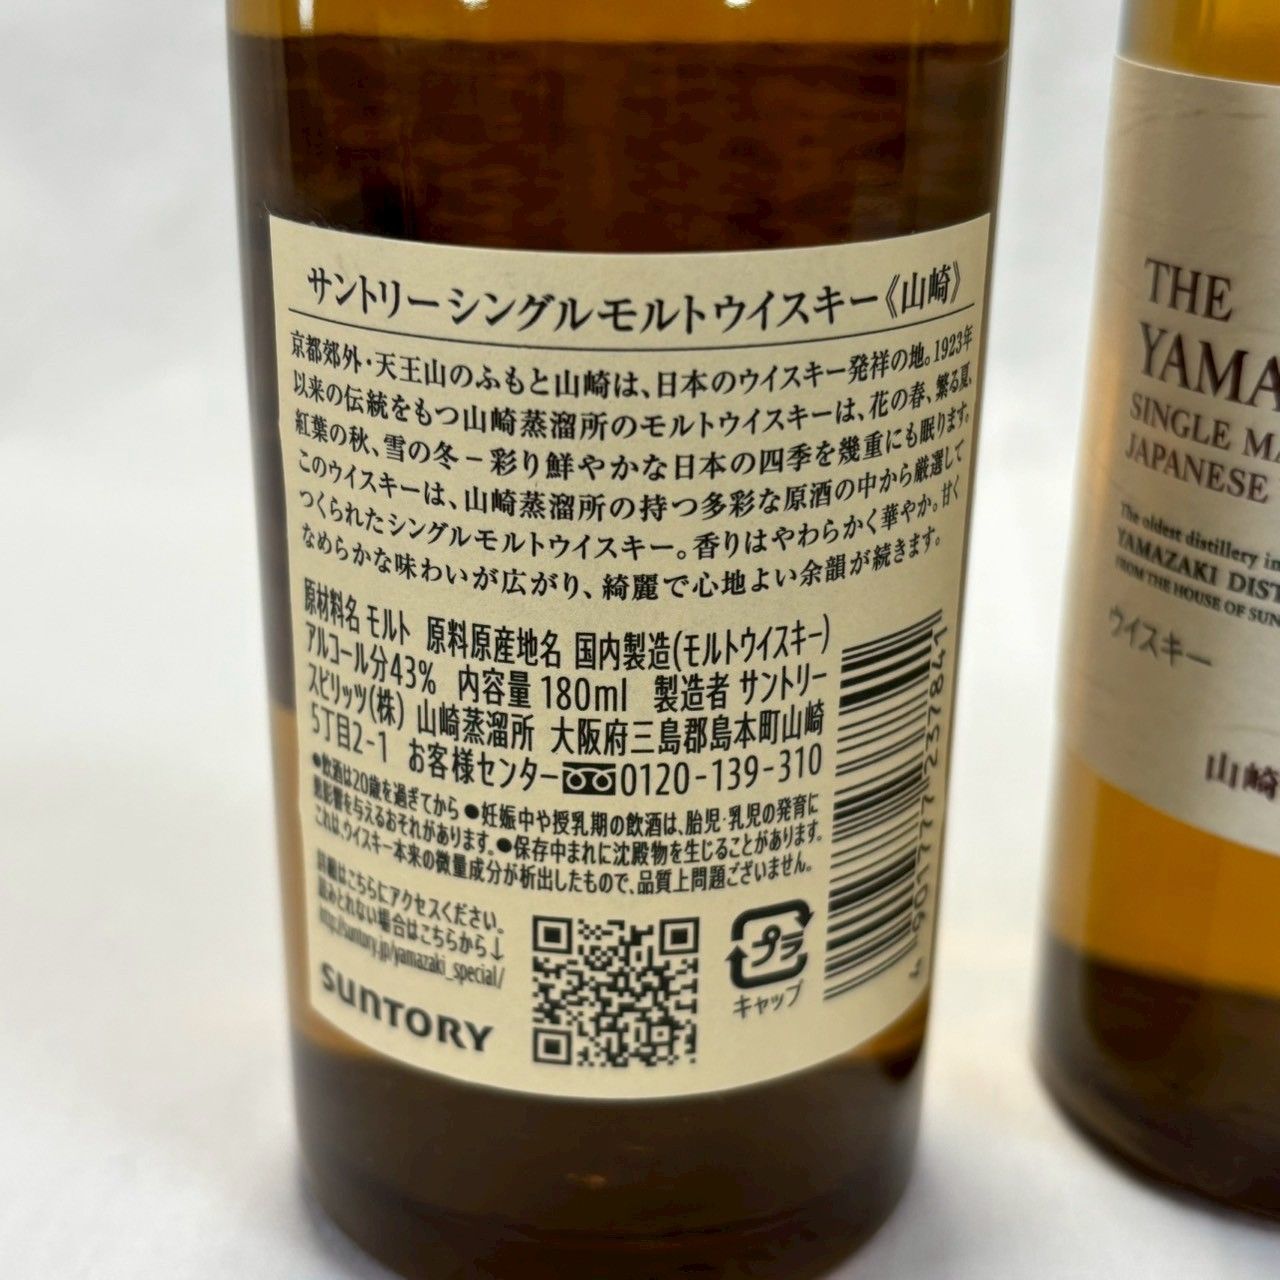 サントリーシングルモルトウイスキー《山崎》
京都郊外・天王山のふもと山崎は、日本のウイスキー発祥の地。1923年
以来の伝統をもつ山崎蒸溜所のモルトウイスキーは、花の春、繁る夏、
紅葉の秋、雪の冬－彩り鮮やかな日本の四季を幾重にも眠ります。
このウイスキーは、山崎蒸溜所の持つ多彩な原酒の中から厳選して
つくられたシングルモルトウイスキー。香りはやわらかく華やか。甘く
なめらかな味わいが広がり、綺麗で心地よい余韻が続きます。
原材料名 モルト 原料原産地名 国内製造(モルトウイスキー)
アルコール分43% 内容量 180ml 製造者 サントリー
スピリッツ(株) 山崎蒸溜所 大阪府三島郡島本町山崎
5丁目2-1 お客様センター 0120-139-310
●飲酒は20歳を過ぎてから ●妊娠中や授乳期の飲酒は、胎児・乳児の発育に
悪影響を与えるおそれがあります。●保存中まれに沈殿物を生じることがあります。
これは、ウイスキー本来の微量成分が析出したもので、品質上問題ございません。
詳細はこちらにアクセスください。
読みとれない場合はこちらから↓
http://suntory.jp/yamazaki_special/
SUNTORY
プラ
キャップ
4 901777 237841
THE
YAMA
SINGLE MA
JAPANESE
The oldest distillery in
YAMAZAKI DIST
FROM THE HOUSE OF SUN
ウイスキー
山崎